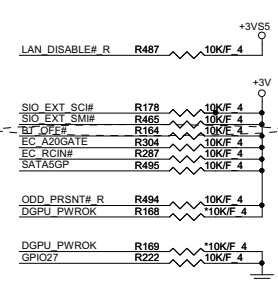 +3VS5
LAN_DISABLE#_R R487 10K/F_4
+3V
SIO_EXT_SCI# R178 10K/F_4
SIO_EXT_SMI# R465 10K/F_4
BT_OFF# R164 10K/F_4
EC_A20GATE R304 10K/F_4
EC_RCIN# R287 10K/F_4
SATA5GP R495 10K/F_4
ODD_PRSNT#_R R494 10K/F_4
DGPU_PWROK R168 *10K/F_4
DGPU_PWROK R169 *10K/F_4
GPIO27 R222 10K/F_4